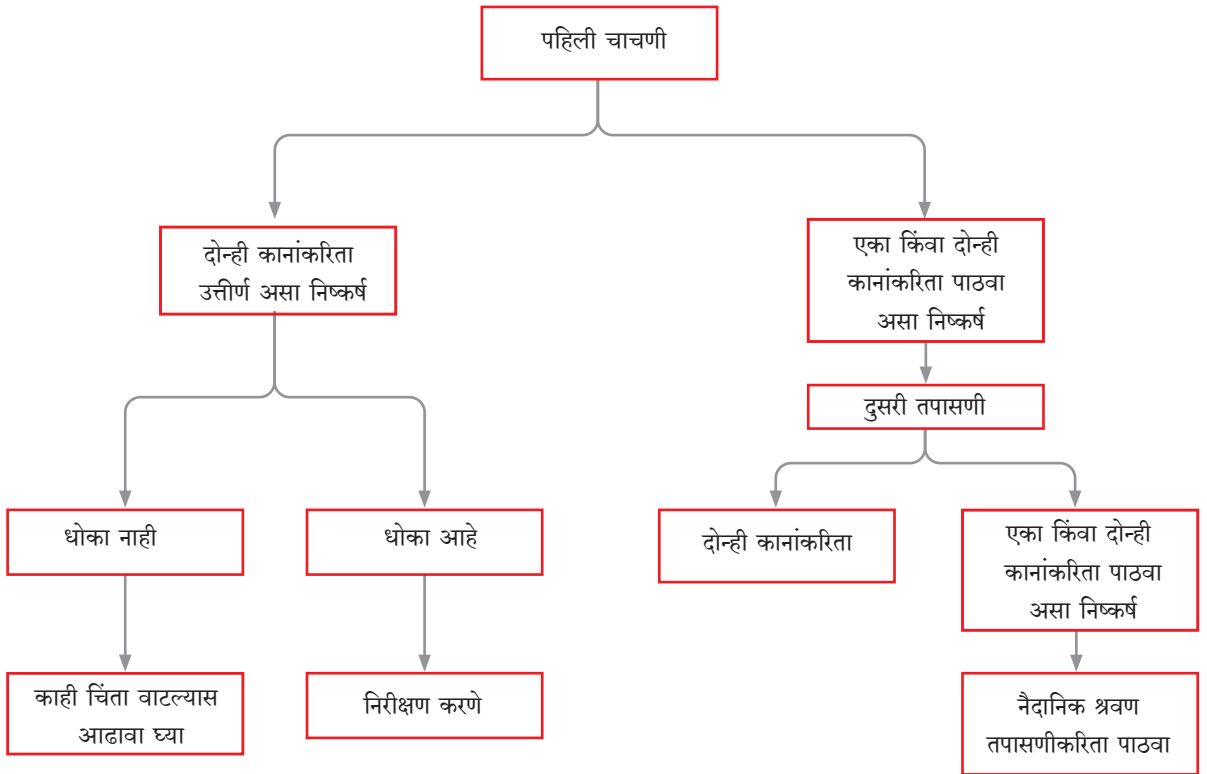 पहिली चाचणी
दोन्ही कानांकरिता
उत्तीर्ण असा निष्कर्ष
एका किंवा दोन्ही
कानांकरिता पाठवा
असा निष्कर्ष
दुसरी तपासणी
धोका नाही
धोका आहे
दोन्ही कानांकरिता
एका किंवा दोन्ही
कानांकरिता पाठवा
असा निष्कर्ष
काही चिंता वाटल्यास
आढावा घ्या
निरीक्षण करणे
नैदानिक श्रवण
तपासणीकरिता पाठवा